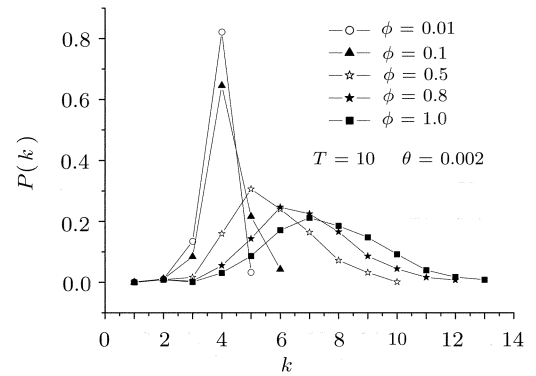 0.8
0.6
0.4
0.2
0.0
P(k)
0 2 4 6 8 10 12 14
k
ϕ = 0.01
ϕ = 0.1
ϕ = 0.5
ϕ = 0.8
ϕ = 1.0
T = 10 θ = 0.002